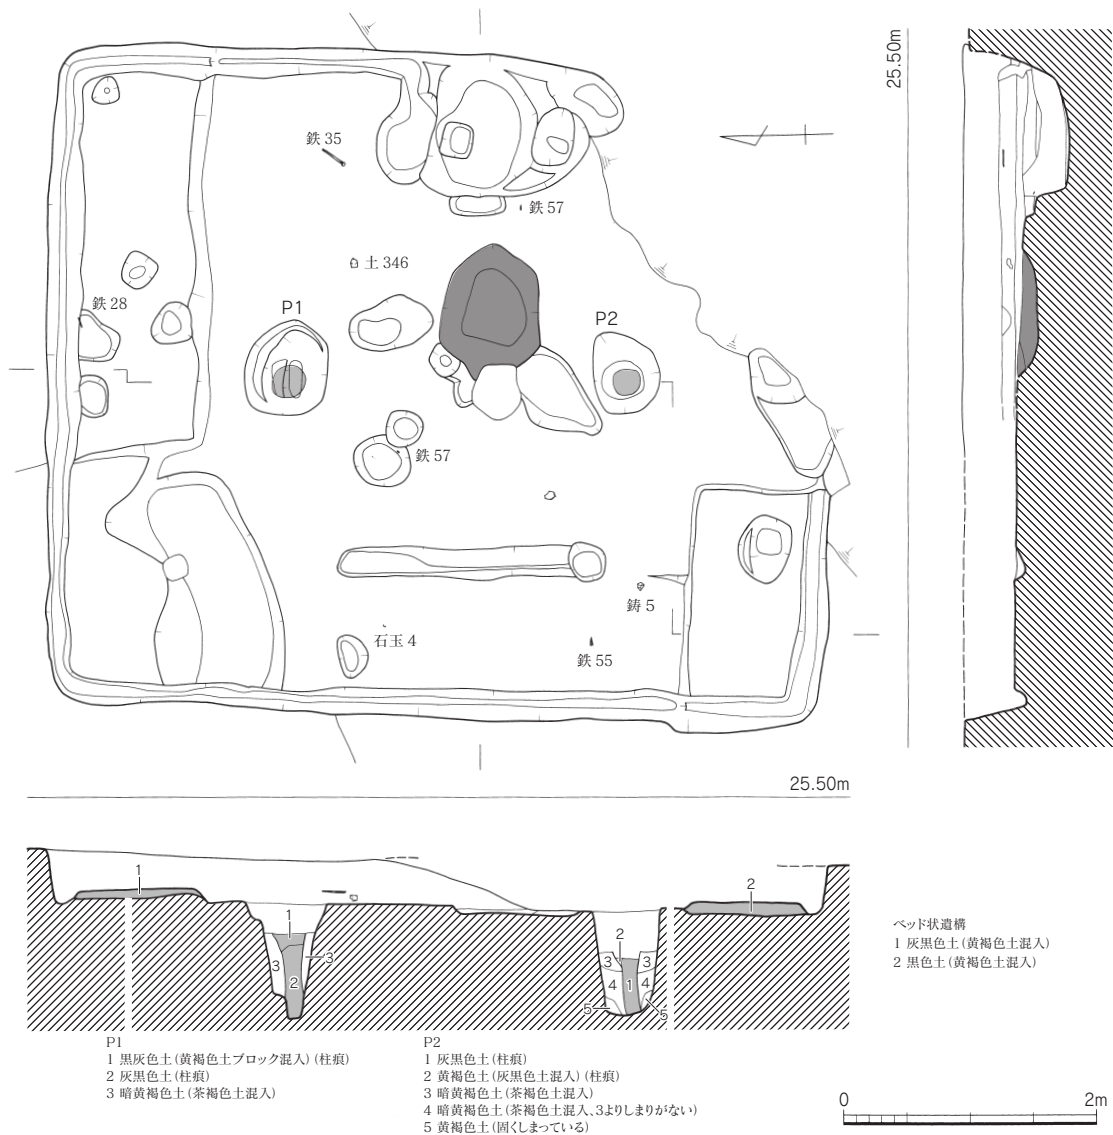 25.50m
鉄 35
鉄 57
土 346
鉄 28
P1
P2
鉄 57
鋳 5
石玉 4
鉄 55
25.50m
1
1
3
3
2
2
3
3
4
1
4
5
5
2
ベッド状遺構
1 灰黒色土(黄褐色土混入)
2 黒色土(黄褐色土混入)
P1
1 黒灰色土(黄褐色土ブロック混入)(柱痕)
2 灰黒色土(柱痕)
3 暗黄褐色土(茶褐色土混入)
P2
1 灰黒色土(柱痕)
2 黄褐色土(灰黒色土混入)(柱痕)
3 暗黄褐色土(茶褐色土混入)
4 暗黄褐色土(茶褐色土混入、3よりしまりがない)
5 黄褐色土(固くしまっている)
0
2m